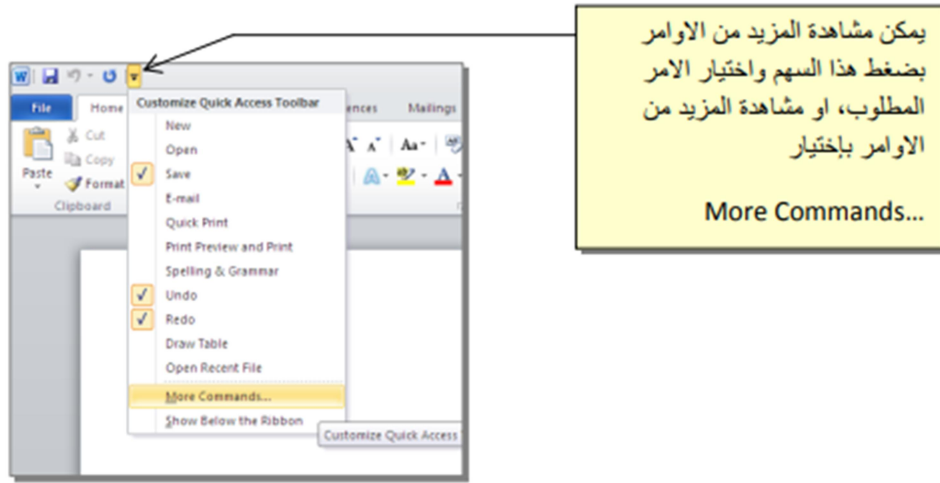 يمكن مشاهدة المزيد من الاوامر
بضغط هذا السهم واختيار الامر
المطلوب، او مشاهدة المزيد من
الاوامر بإختيار
More Commands...
File
Home
ences
Mailings
Paste
Cut
Copy
Format
Clipboard
Aa
Customize Quick Access Toolbar
New
Open
Save
E-mail
Quick Print
Print Preview and Print
Spelling & Grammar
Undo
Redo
Draw Table
Open Recent File
More Commands...
Show Below the Ribbon
Customize Quick Access